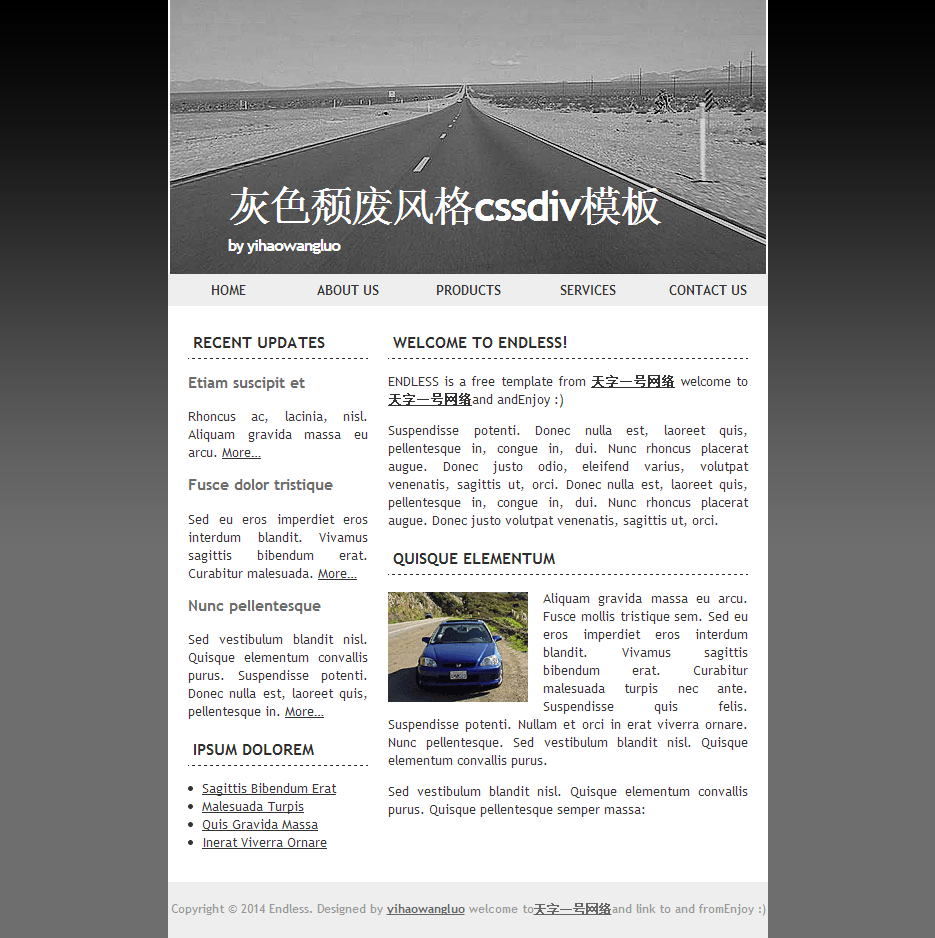 灰色颓废风格cssdiv模板
by yihaowangluo
HOME
ABOUT US
PRODUCTS
SERVICES
CONTACT US
RECENT UPDATES
Etiam suscipit et
Rhoncus ac, lacinia, nisl.
Aliquam gravida massa eu
arcu. More...
Fusce dolor tristique
Sed eu eros imperdiet eros
interdum blandit. Vivamus
sagittis bibendum erat.
Curabitur malesuada. More...
Nunc pellentesque
Sed vestibulum blandit nisl.
Quisque elementum convallis
purus. Suspendisse potenti.
Donec nulla est, laoreet quis,
pellentesque in. More...
IPSUM DOLOREM
Sagittis Bibendum Erat
Malesuada Turpis
Quis Gravida Massa
Inerat Viverra Ornare
WELCOME TO ENDLESS!
ENDLESS is a free template from 天字一号网络 welcome to
天字一号网络and andEnjoy :)
Suspendisse potenti. Donec nulla est, laoreet quis,
pellentesque in, congue in, dui. Nunc rhoncus placerat
augue. Donec justo odio, eleifend varius, volutpat
venenatis, sagittis ut, orci. Donec nulla est, laoreet quis,
pellentesque in, congue in, dui. Nunc rhoncus placerat
augue. Donec justo volutpat venenatis, sagittis ut, orci.
QUISQUE ELEMENTUM
Aliquam gravida massa eu arcu.
Fusce mollis tristique sem. Sed eu
eros imperdiet eros interdum
blandit. Vivamus sagittis
bibendum erat. Curabitur
malesuada turpis nec ante.
Suspendisse quis felis.
Suspendisse potenti. Nullam et orci in erat viverra ornare.
Nunc pellentesque. Sed vestibulum blandit nisl. Quisque
elementum convallis purus.
Sed vestibulum blandit nisl. Quisque elementum convallis
purus. Quisque pellentesque semper massa:
Copyright © 2014 Endless. Designed by yihaowangluo welcome to天字一号网络and link to and fromEnjoy :)